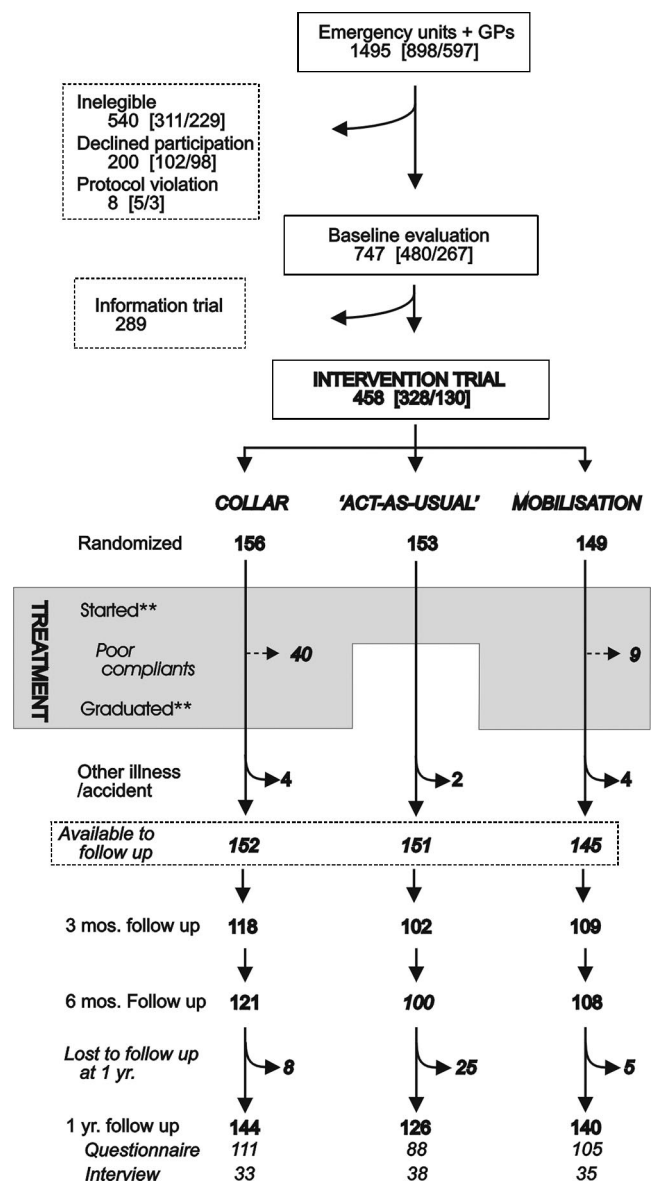 Emergency units + GPs
1495 [898/597]
Inelegible
540 [311/229]
Declined participation
200 [102/98]
Protocol violation
8 [5/3]
Baseline evaluation
747 [480/267]
Information trial
289
INTERVENTION TRIAL
458 [328/130]
COLLAR 'ACT-AS-USUAL' MOBILISATION
Randomized 156 153 149
TREATMENT
Started**
Poor
compliants 40 9
Graduated**
Other illness
/accident 4 2 4
Available to
follow up 152 151 145
3 mos. follow up 118 102 109
6 mos. Follow up 121 100 108
Lost to follow up
at 1 yr. 8 25 5
1 yr. follow up 144 126 140
Questionnaire 111 88 105
Interview 33 38 35